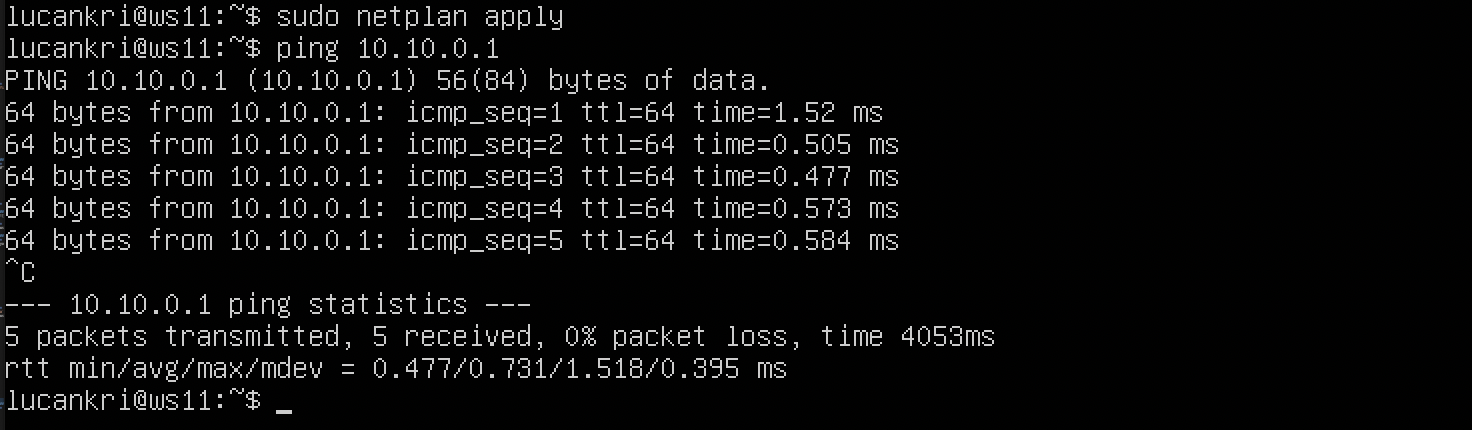 lucankri@ws11:~$ sudo netplan apply
lucankri@ws11:~$ ping 10.10.0.1
PING 10.10.0.1 (10.10.0.1) 56(84) bytes of data.
64 bytes from 10.10.0.1: icmp_seq=1 ttl=64 time=1.52 ms
64 bytes from 10.10.0.1: icmp_seq=2 ttl=64 time=0.505 ms
64 bytes from 10.10.0.1: icmp_seq=3 ttl=64 time=0.477 ms
64 bytes from 10.10.0.1: icmp_seq=4 ttl=64 time=0.573 ms
64 bytes from 10.10.0.1: icmp_seq=5 ttl=64 time=0.584 ms
^C
--- 10.10.0.1 ping statistics ---
5 packets transmitted, 5 received, 0% packet loss, time 4053ms
rtt min/avg/max/mdev = 0.477/0.731/1.518/0.395 ms
lucankri@ws11:~$ _